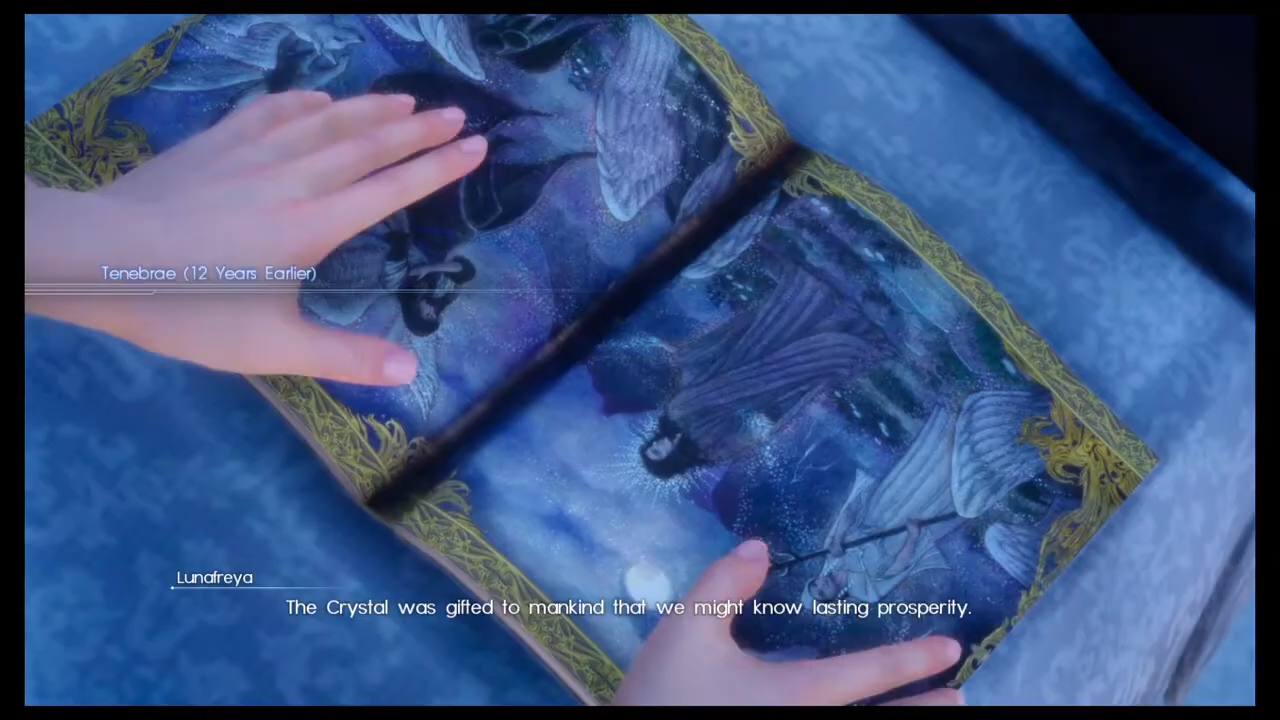 Tenebrae (12 Years Earlier)
Lunafreya
The Crystal was gifted to mankind that we might know lasting prosperity.